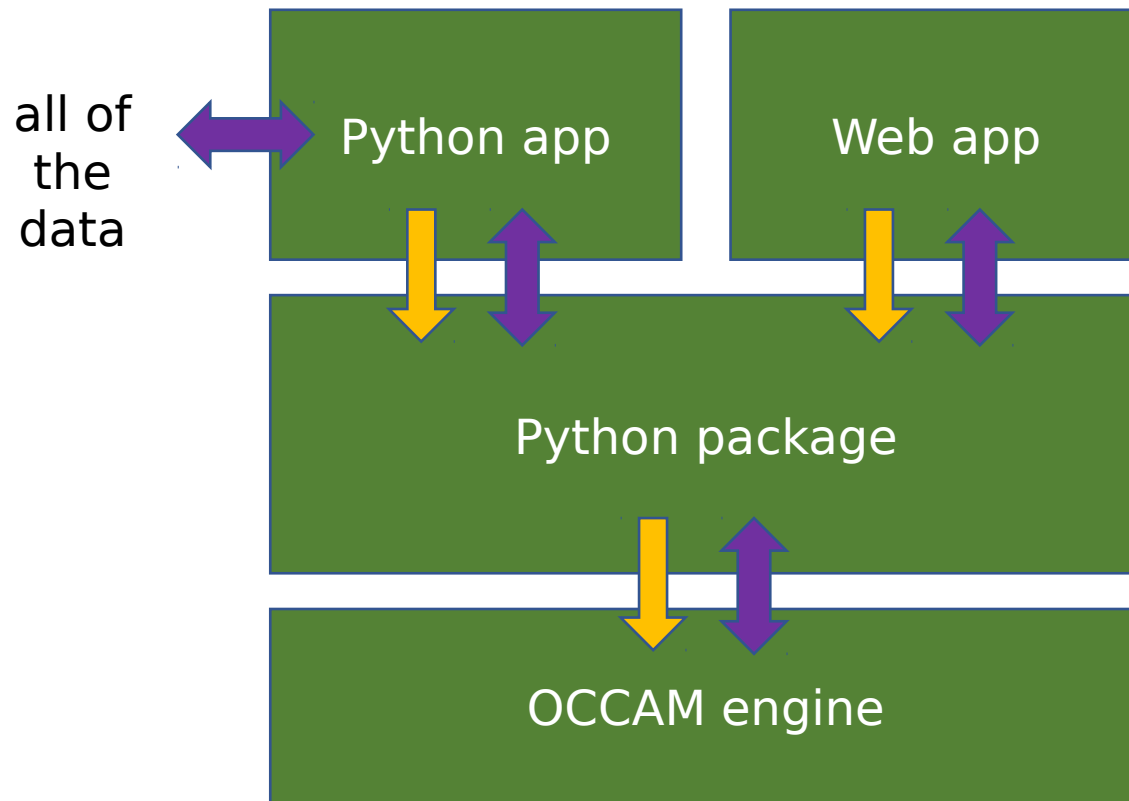 all of
the
data
Python app
Web app
Python package
OCCAM engine